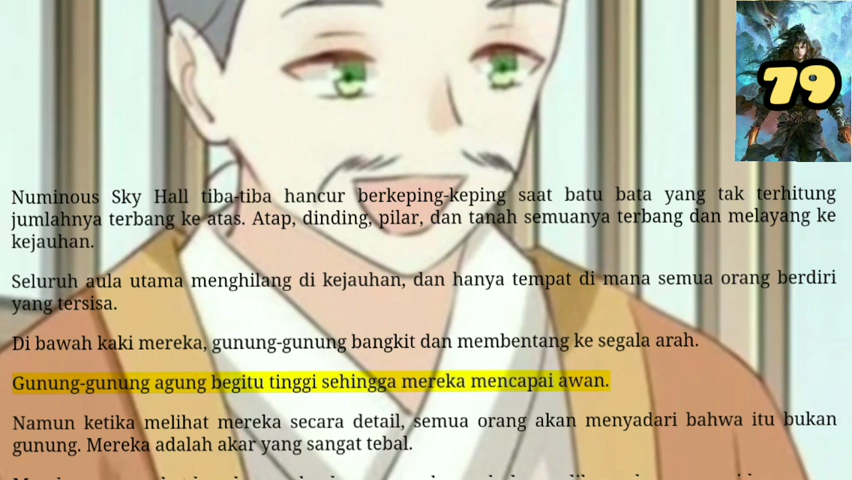 79
Numinous Sky Hall tiba-tiba hancur berkeping-keping saat batu bata yang tak terhitung
jumlahnya terbang ke atas. Atap, dinding, pilar, dan tanah semuanya terbang dan melayang ke
kejauhan.
Seluruh aula utama menghilang di kejauhan, dan hanya tempat di mana semua orang berdiri
yang tersisa.
Di bawah kaki mereka, gunung-gunung bangkit dan membentang ke segala arah.
Gunung-gunung agung begitu tinggi sehingga mereka mencapai awan.
Namun ketika melihat mereka secara detail, semua orang akan menyadari bahwa itu bukan
gunung. Mereka adalah akar yang sangat tebal.